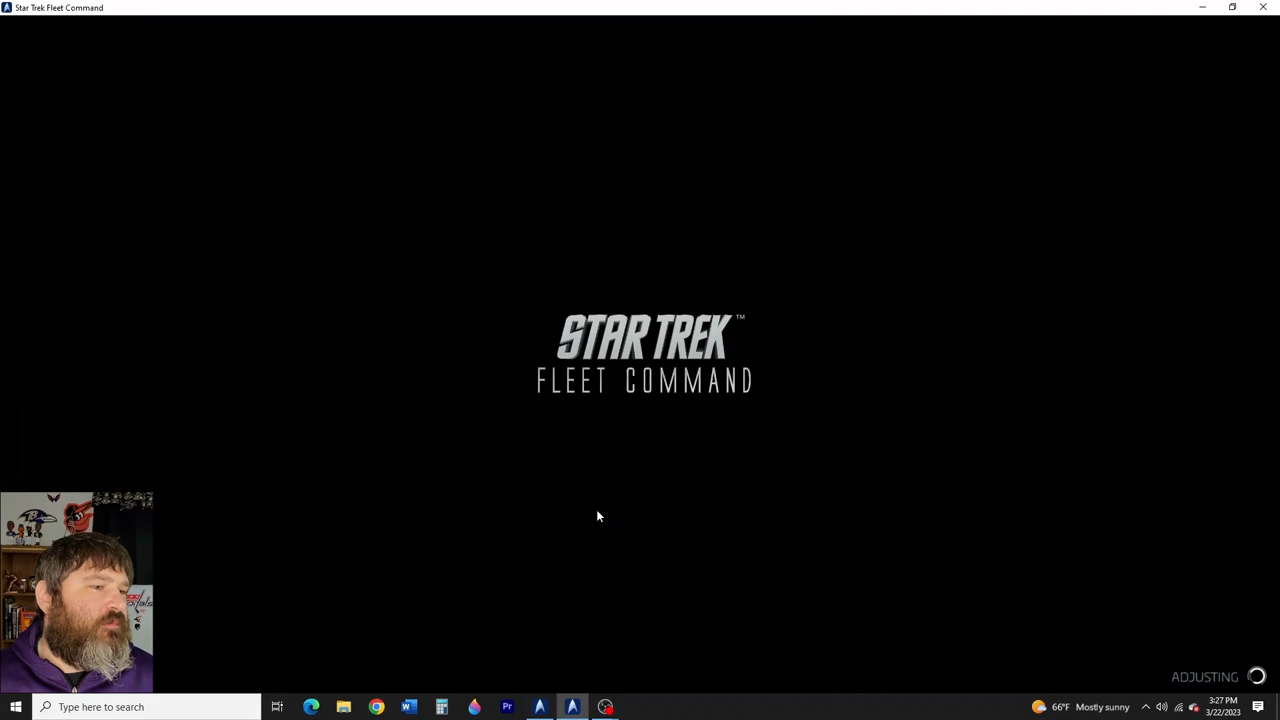 Star Trek Fleet Command
STAR TREK™
FLEET COMMAND
ADJUSTING
Type here to search
Pr
66°F Mostly sunny
3:27 PM
3/22/2023